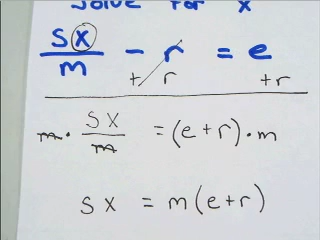 Solve for x
sx/m - r = e
+ r +r
m · sx/m = (e+r)·m
sx = m(e+r)